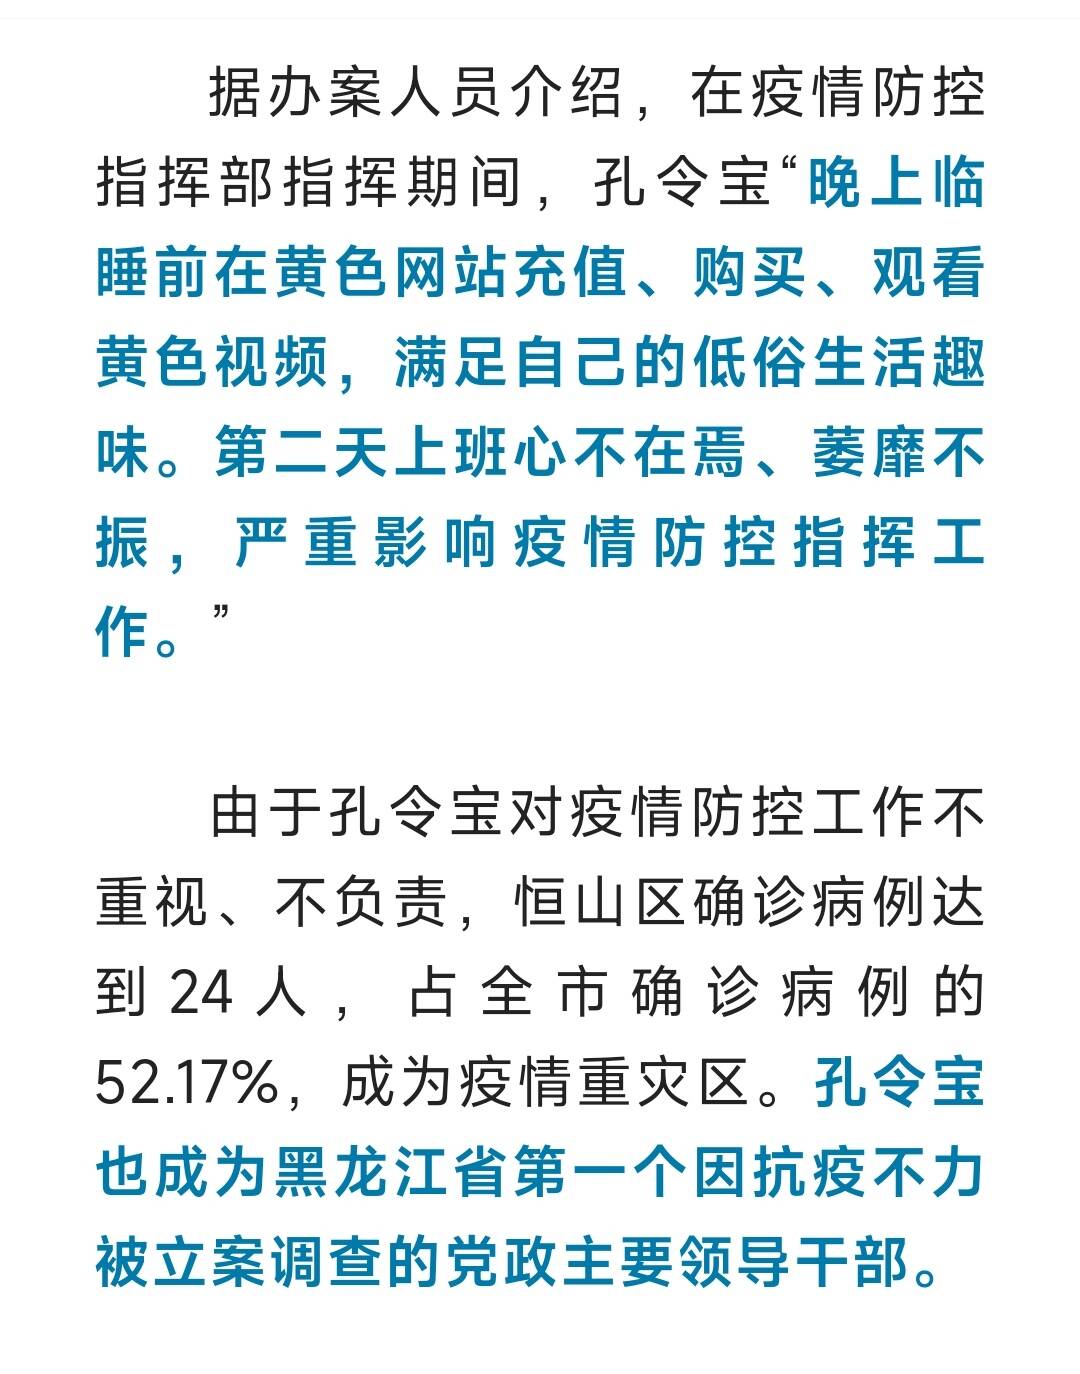 据办案人员介绍，在疫情防控
指挥部指挥期间，孔令宝“晚上临
睡前在黄色网站充值、购买、观看
黄色视频，满足自己的低俗生活趣
味。第二天上班心不在焉、萎靡不
振，严重影响疫情防控指挥工
作。”
由于孔令宝对疫情防控工作不
重视、不负责，恒山区确诊病例达
到24人，占全市确诊病例的
52.17%，成为疫情重灾区。孔令宝
也成为黑龙江省第一个因抗疫不力
被立案调查的党政主要领导干部。